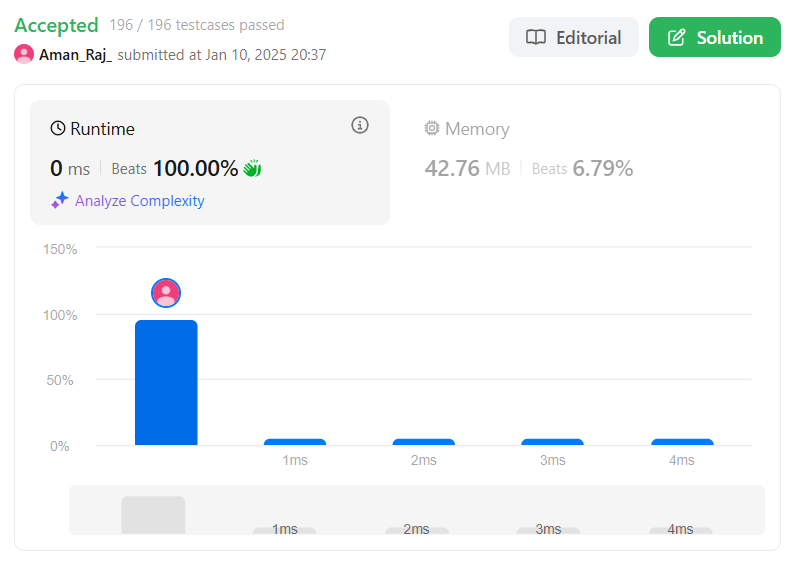 Accepted 196 / 196 testcases passed
Editorial
Solution
Aman_Raj_ submitted at Jan 10, 2025 20:37
Runtime
Memory
0 ms | Beats 100.00%
42.76 MB | Beats 6.79%
Analyze Complexity
150%
100%
50%
0%
1ms 2ms 3ms 4ms
1ms 2ms 3ms 4ms